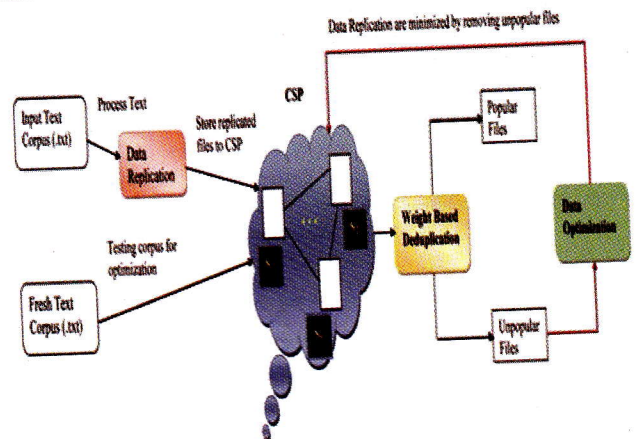 Data Replication are minimized by removing unpopular files
CSP
Process Text
Input Text
Corpus (.txt)
Store replicated
files to CSP
Data
Replication
Popular
Files
Weight Based
Deduplication
Data
Optimization
Testing corpus for
optimization
Fresh Text
Corpus (.txt)
Unpopular
Files